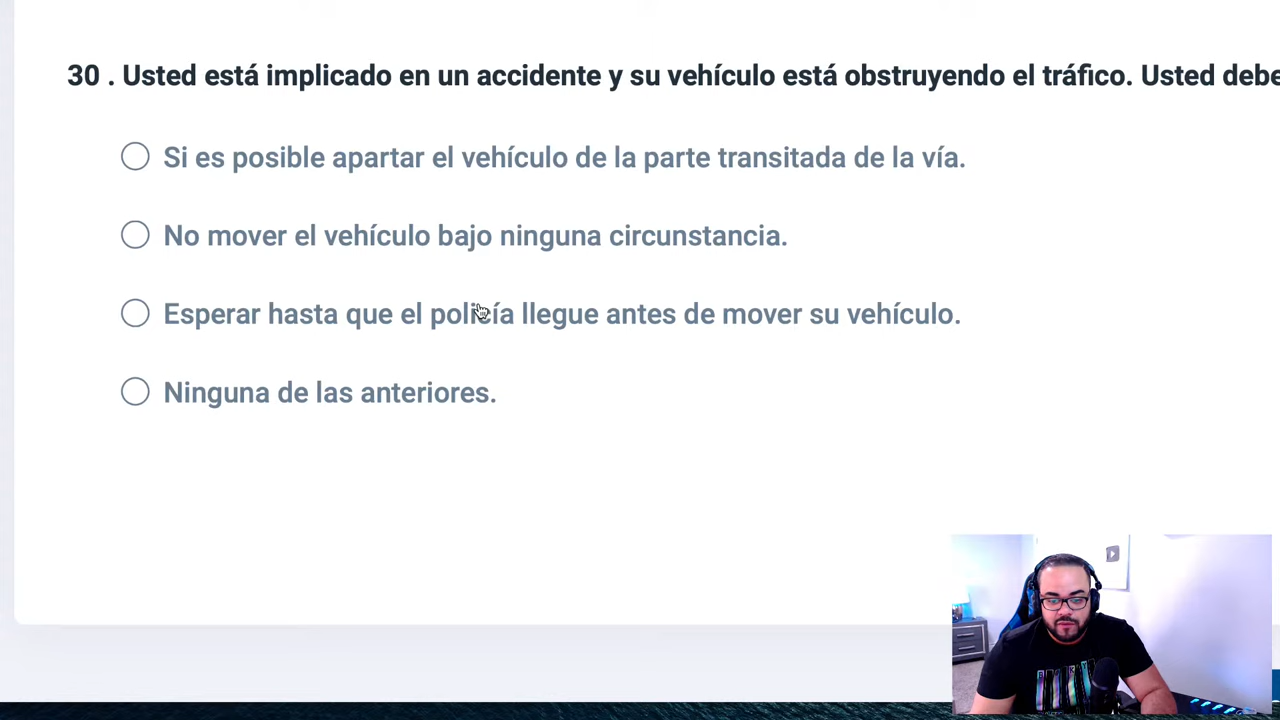 30 . Usted está implicado en un accidente y su vehículo está obstruyendo el tráfico. Usted debe
Si es posible apartar el vehículo de la parte transitada de la vía.
No mover el vehículo bajo ninguna circunstancia.
Esperar hasta que el policía llegue antes de mover su vehículo.
Ninguna de las anteriores.